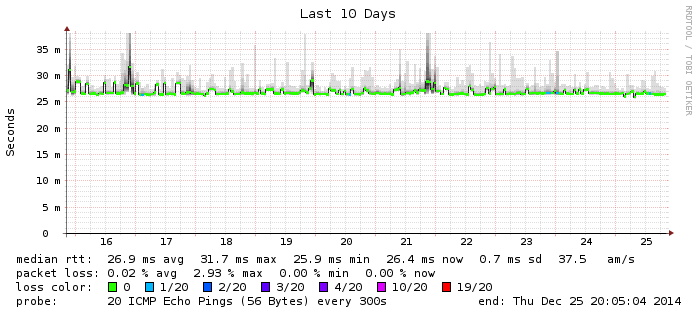 Last 10 Days
RRDTOOL / TOBI OETIKER
Seconds
35 m
30 m
25 m
20 m
15 m
10 m
5 m
0
16 17 18 19 20 21 22 23 24 25
median rtt: 26.9 ms avg 31.7 ms max 25.9 ms min 26.4 ms now 0.7 ms sd 37.5 am/s
packet loss: 0.02 % avg 2.93 % max 0.00 % min 0.00 % now
loss color: 0 1/20 2/20 3/20 4/20 10/20 19/20
probe: 20 ICMP Echo Pings (56 Bytes) every 300s end: Thu Dec 25 20:05:04 2014